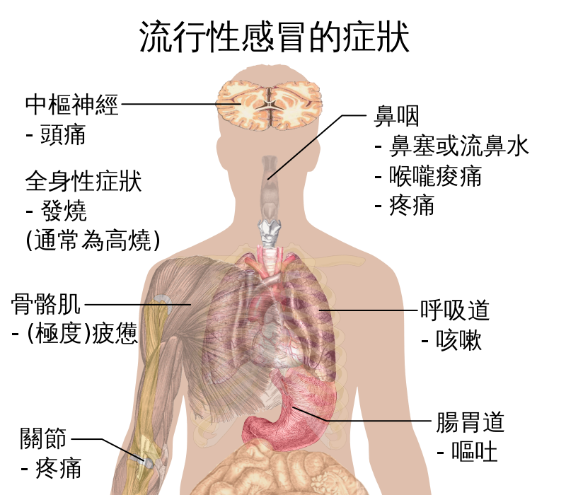 流行性感冒的症狀
中樞神經
- 頭痛
全身性症狀
- 發燒
(通常為高燒)
骨骼肌
- (極度)疲憊
關節
- 疼痛
鼻咽
- 鼻塞或流鼻水
- 喉嚨痠痛
- 疼痛
呼吸道
- 咳嗽
腸胃道
- 嘔吐